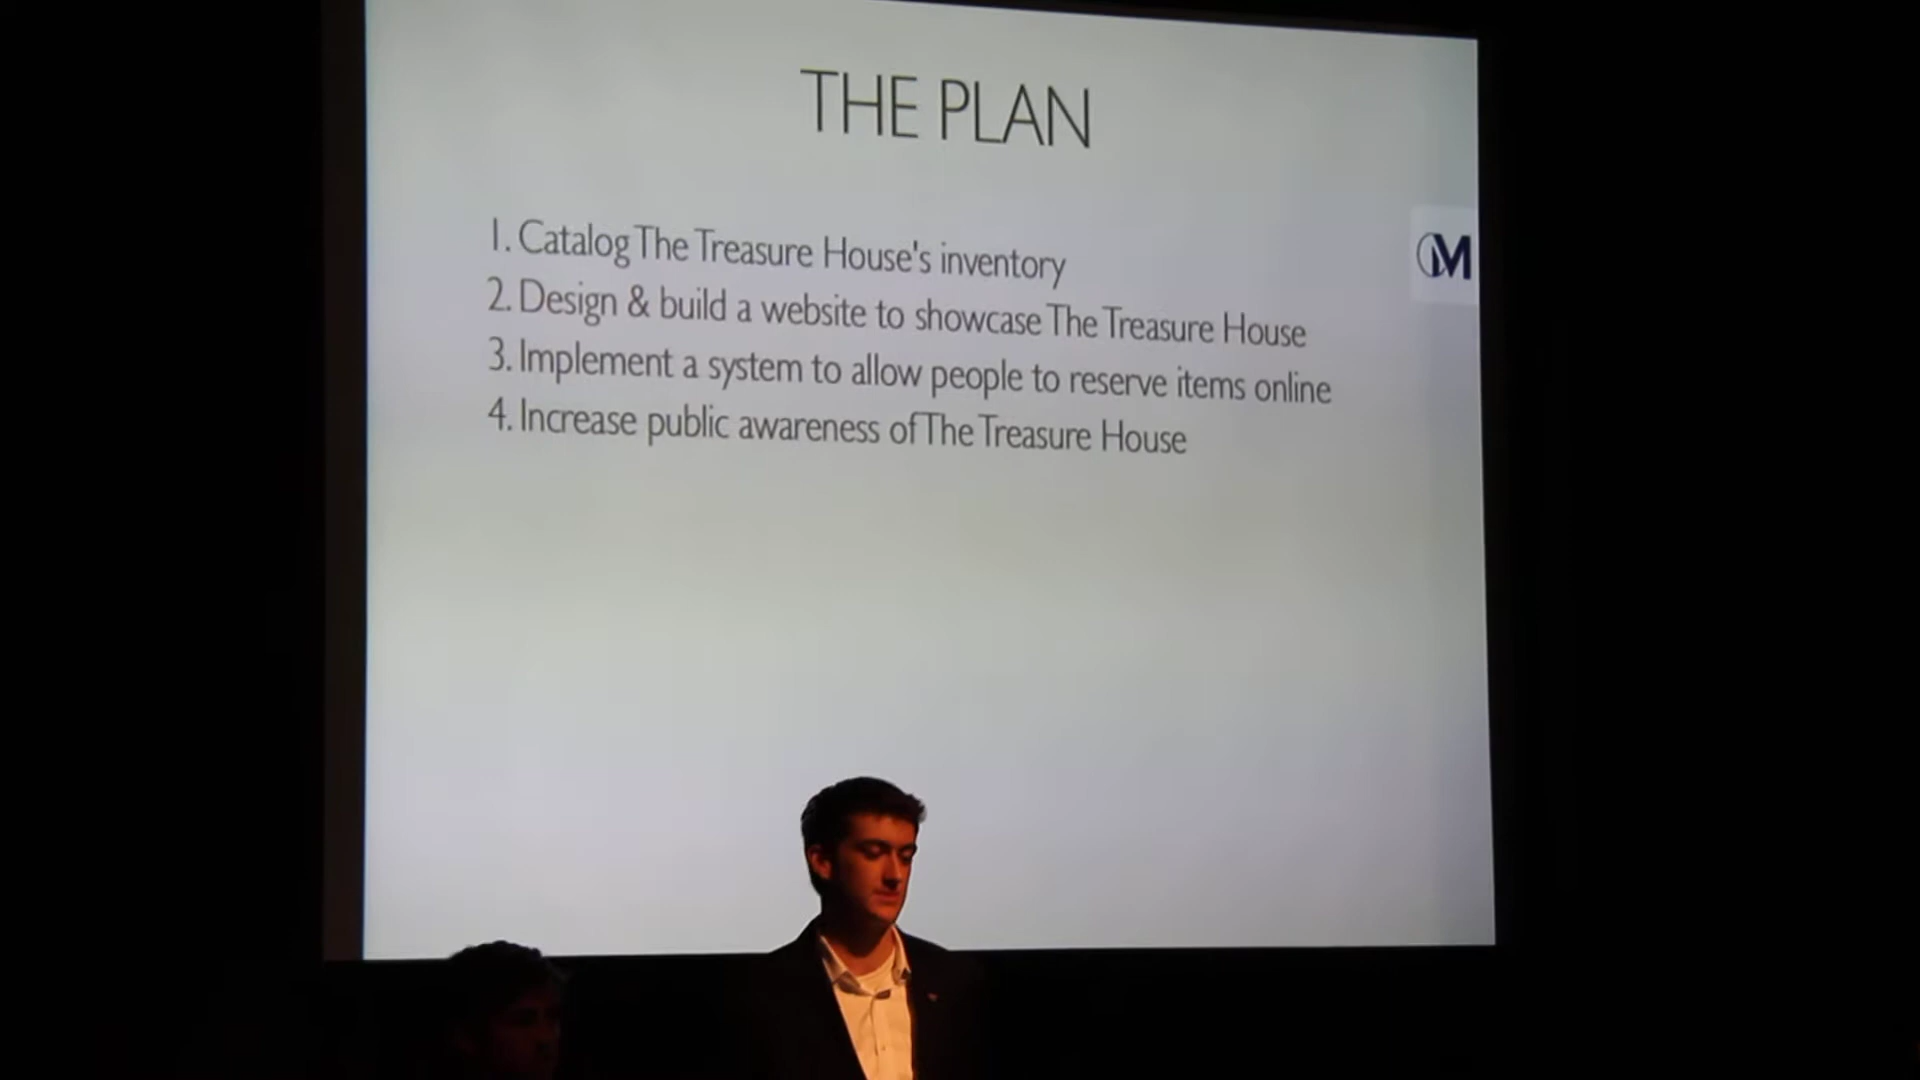 THE PLAN
1. Catalog The Treasure House's inventory
2. Design & build a website to showcase The Treasure House
3. Implement a system to allow people to reserve items online
4. Increase public awareness of The Treasure House
CM